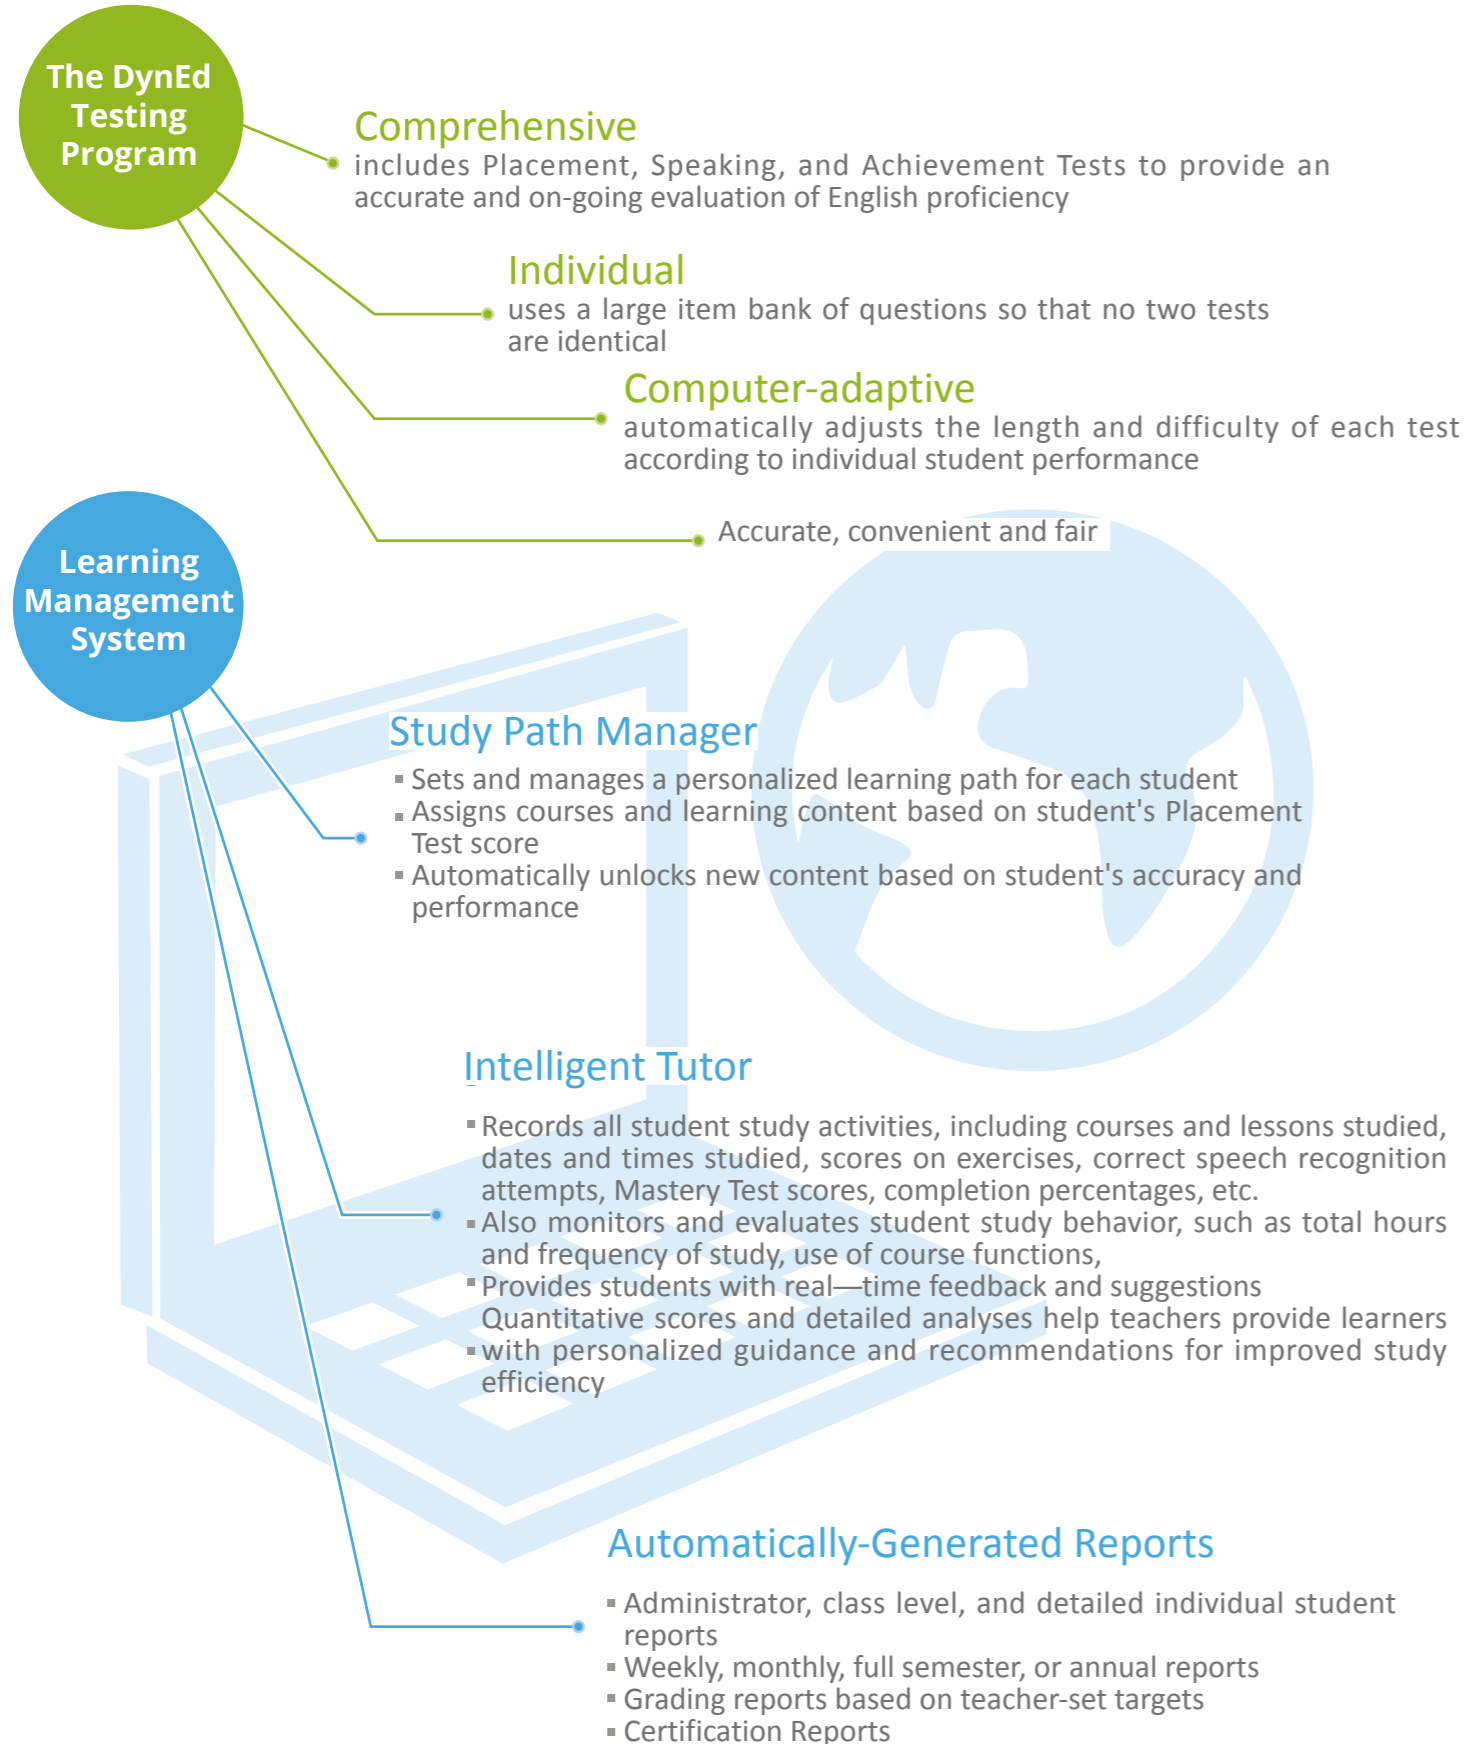 The DynEd
Testing
Program
Comprehensive
includes Placement, Speaking, and Achievement Tests to provide an
accurate and on-going evaluation of English proficiency
Individual
uses a large item bank of questions so that no two tests
are identical
Computer-adaptive
automatically adjusts the length and difficulty of each test
according to individual student performance
Accurate, convenient and fair
Learning
Management
System
Study Path Manager
▪ Sets and manages a personalized learning path for each student
▪ Assigns courses and learning content based on student's Placement
Test score
▪ Automatically unlocks new content based on student's accuracy and
performance
Intelligent Tutor
▪ Records all student study activities, including courses and lessons studied,
dates and times studied, scores on exercises, correct speech recognition
attempts, Mastery Test scores, completion percentages, etc.
▪ Also monitors and evaluates student study behavior, such as total hours
and frequency of study, use of course functions,
▪ Provides students with real—time feedback and suggestions
Quantitative scores and detailed analyses help teachers provide learners
▪ with personalized guidance and recommendations for improved study
efficiency
Automatically-Generated Reports
▪ Administrator, class level, and detailed individual student
reports
▪ Weekly, monthly, full semester, or annual reports
▪ Grading reports based on teacher-set targets
▪ Certification Reports